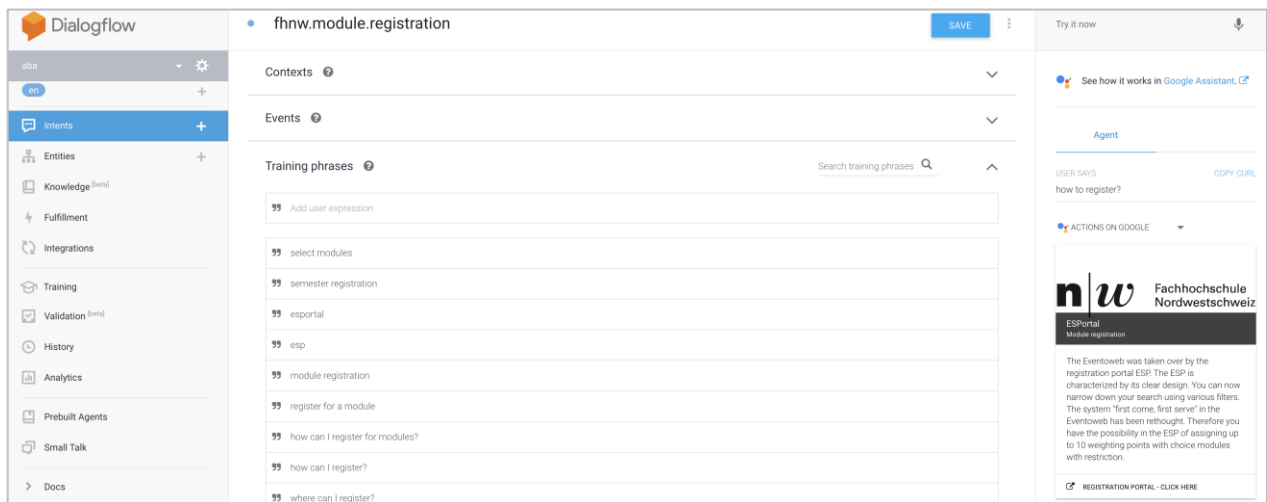 Dialogflow
aba
en
Intents
Entities
Knowledge [beta]
Fulfillment
Integrations
Training
Validation [beta]
History
Analytics
Prebuilt Agents
Small Talk
Docs
fhnw.module.registration
SAVE
Contexts
Events
Training phrases
Search training phrases
Add user expression
select modules
semester registration
esportal
esp
module registration
register for a module
how can I register for modules?
how can I register?
where can I register?
Try it now
See how it works in Google Assistant.
Agent
USER SAYS
COPY CURL
how to register?
ACTIONS ON GOOGLE
n|w Fachhochschule
Nordwestschweiz
ESPortal
Module registration
The Eventoweb was taken over by the
registration portal ESP. The ESP is
characterized by its clear design. You can now
narrow down your search using various filters.
The system "first come, first serve" in the
Eventoweb has been rethought. Therefore you
have the possibility in the ESP of assigning up
to 10 weighting points with choice modules
with restriction.
REGISTRATION PORTAL - CLICK HERE